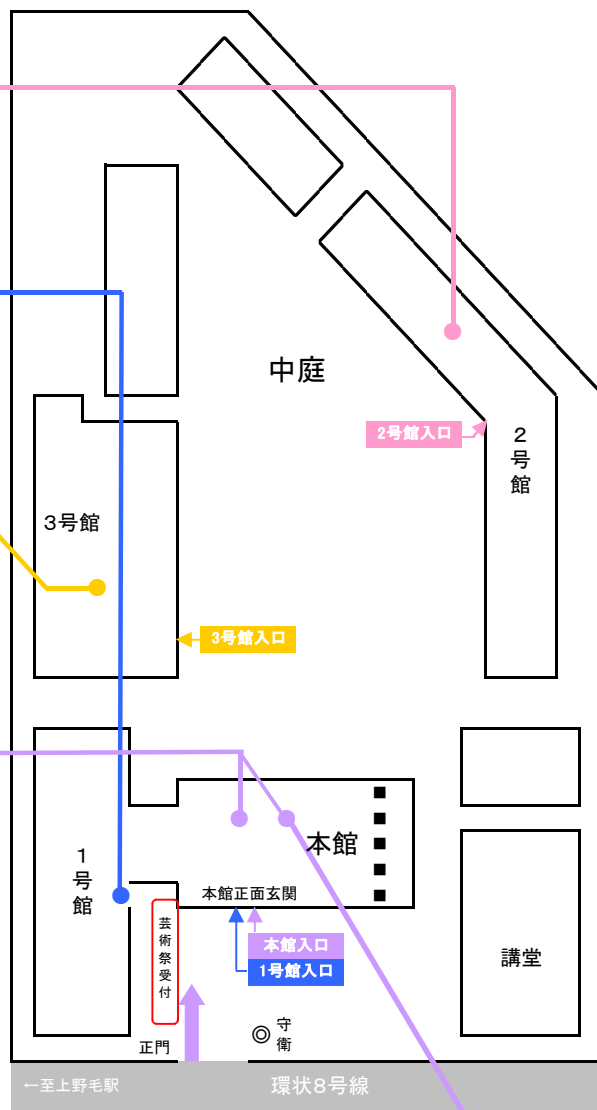 中庭
2号館入口
2号館
3号館
3号館入口
本館
1号館
本館正面玄関
芸術祭受付
本館入口
1号館入口
講堂
守衛
正門
←至上野毛駅
環状8号線